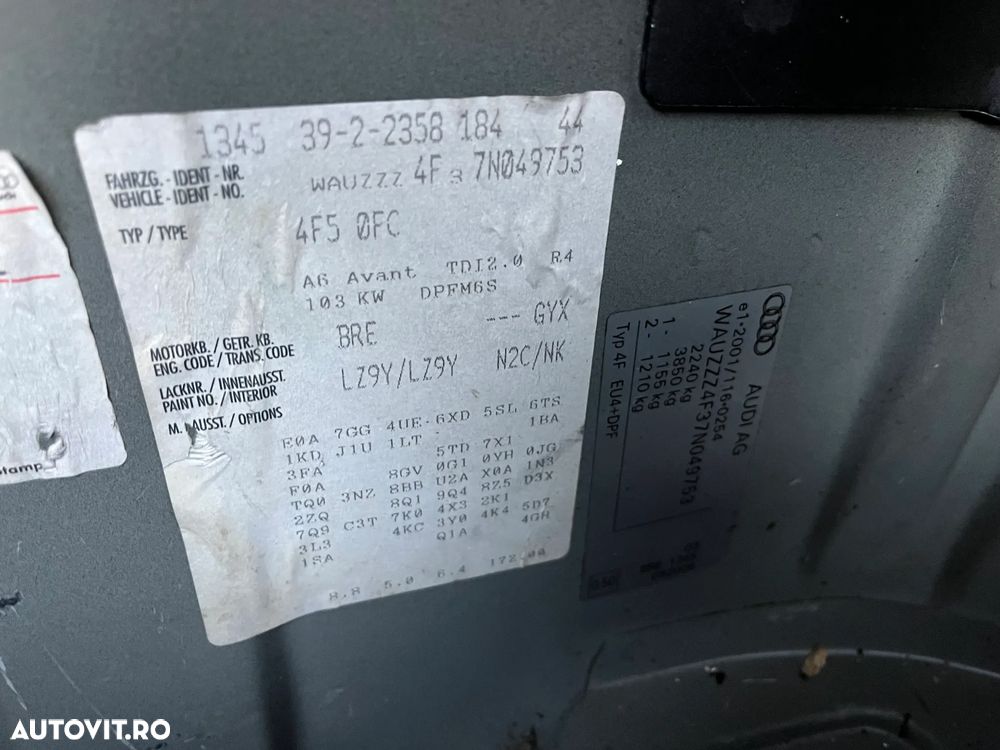 1345 39-2-2358 184 44
FAHRZG. - IDENT - NR.
VEHICLE - IDENT - NO.
WAUZZZ 4F 3 7N049753
TYP / TYPE
4F5 0FC
A6 Avant TDI2.0 R4
103 KW DPFM6S
MOTORKB. / GETR. KB.
ENG. CODE / TRANS. CODE
BRE --- GYX
LACKNR. / INNENAUSST.
PAINT NO. / INTERIOR
LZ9Y/LZ9Y N2C/NK
M. AUSST. / OPTIONS
E0A 7GG 4UE 6XD 5SL 6TS
1KD J1U 1LT 1BA
3FA 5TD 7X1
F0A 8GV 0G1 0YH 0JG
TQ0 3NZ 8BB U2A X0A 1N3
2ZQ 8Q1 9Q4 8Z5 D3X
7Q9 C3T 7K0 4X3 2K1
3L3 4KC 3Y0 4K4 5D7
1SA Q1A 4GR
8.8 5.0 6.4 172.00
AUDI AG
e1*2001/116*0254
WAUZZZ4F37N049753
2240 kg
3850 kg
1- 1155 kg
2- 1210 kg
Typ 4F EU4+DPF
AUTOVIT.RO